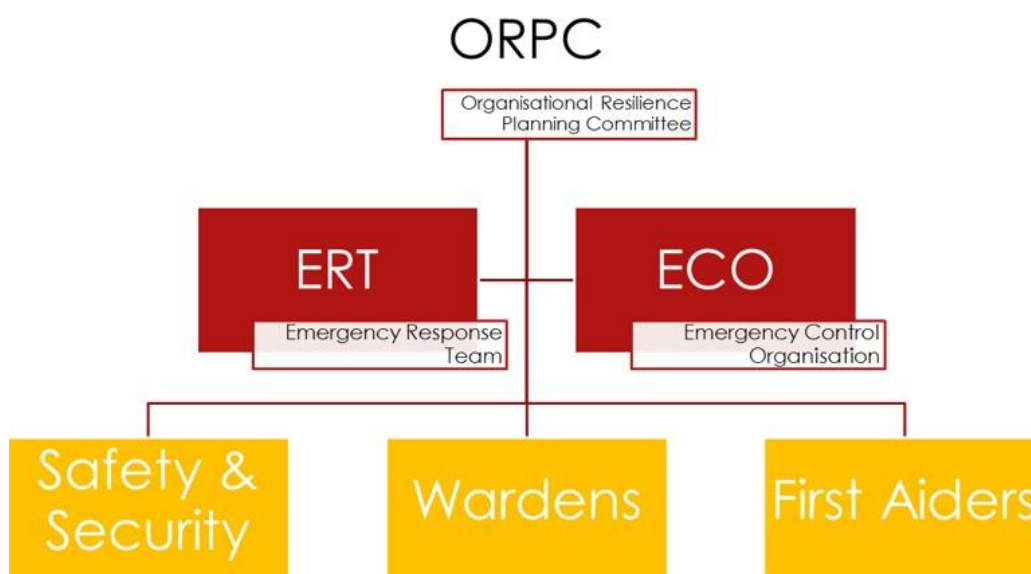 ORPC
Organisational Resilience
Planning Committee
ERT
Emergency Response
Team
ECO
Emergency Control
Organisation
Safety &
Security
Wardens
First Aiders